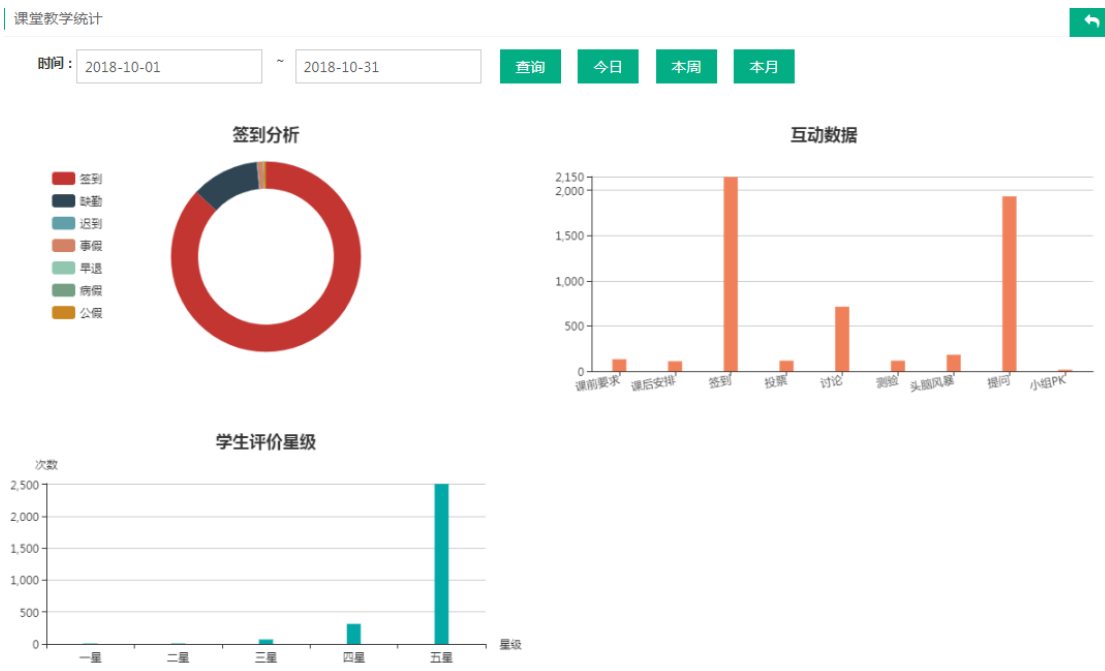 课堂教学统计
时间： 2018-10-01 ~ 2018-10-31 查询 今日 本周 本月
签到分析
签到
缺勤
迟到
事假
早退
病假
公假
互动数据
2,150
2,000
1,500
1,000
500
0
课前要求 课后安排 签到 投票 讨论 测验 头脑风暴 提问 小组PK
学生评价星级
次数
2,500
2,000
1,500
1,000
500
0
一星 二星 三星 四星 五星 星级